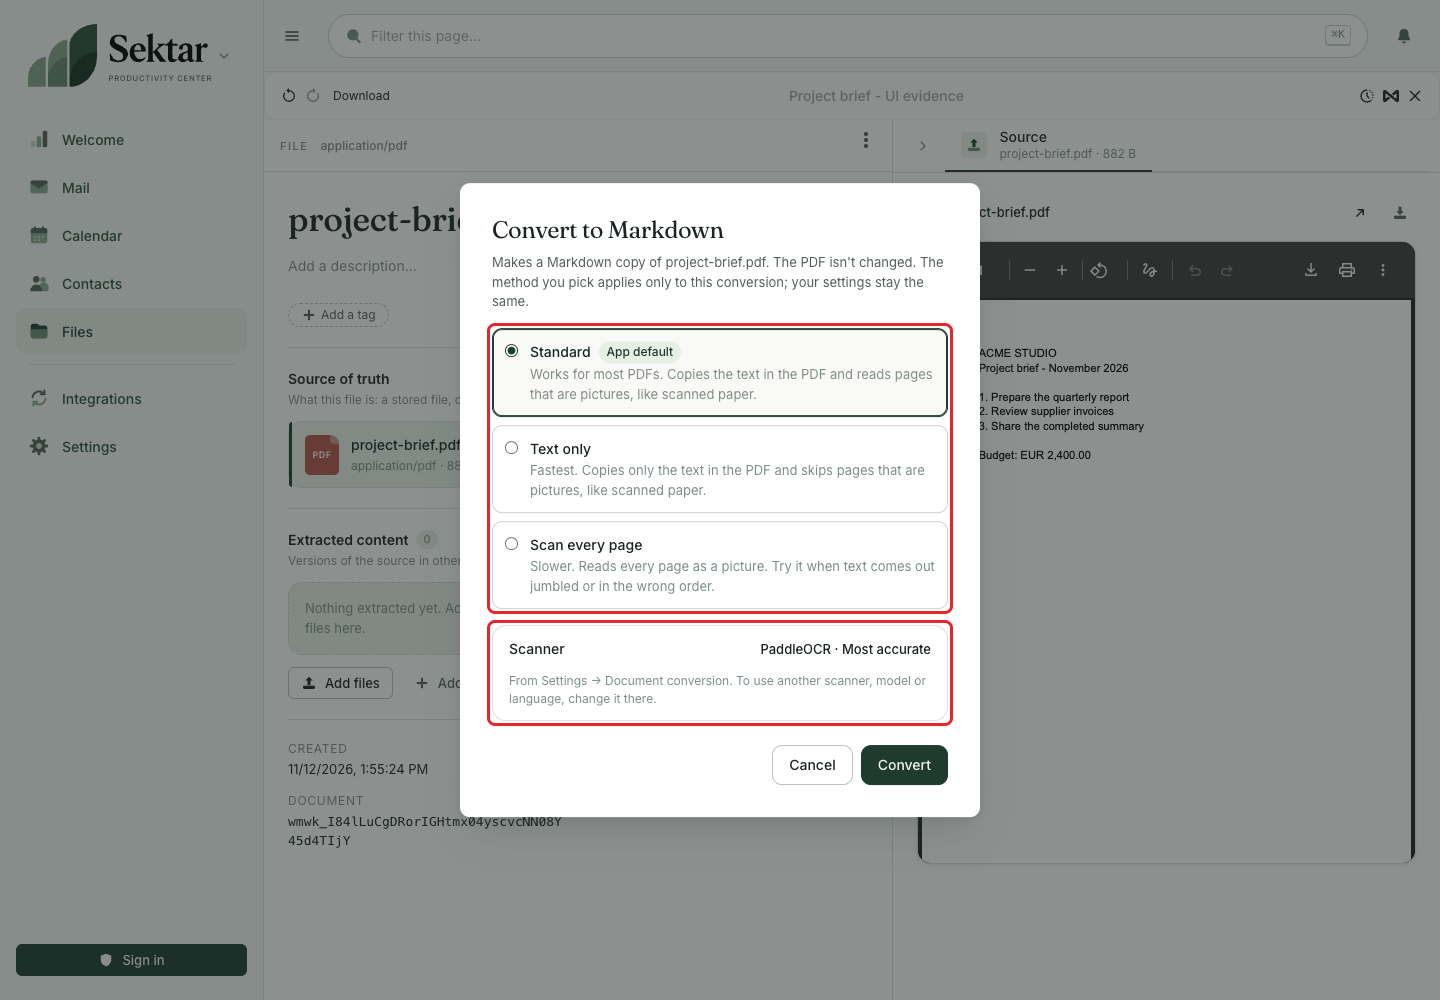 Sektar
PRODUCTIVITY CENTER
Filter this page...
⌘K
Welcome
Mail
Calendar
Contacts
Files
Integrations
Settings
Sign in
Download
Project brief - UI evidence
FILE application/pdf
Source
project-brief.pdf · 882 B
project-brie
Add a description...
Add a tag
Source of truth
What this file is: a stored file,
PDF
project-brief.pdf
application/pdf · 88
Extracted content 0
Versions of the source in other
Nothing extracted yet. Ad
files here.
Add files
Add
CREATED
11/12/2026, 1:55:24 PM
DOCUMENT
wmwk_I84lLuCgDRorIGHtmx04yscvcNN08Y
45d4TIjY
Convert to Markdown
Makes a Markdown copy of project-brief.pdf. The PDF isn't changed. The
method you pick applies only to this conversion; your settings stay the
same.
Standard App default
Works for most PDFs. Copies the text in the PDF and reads pages
that are pictures, like scanned paper.
Text only
Fastest. Copies only the text in the PDF and skips pages that are
pictures, like scanned paper.
Scan every page
Slower. Reads every page as a picture. Try it when text comes out
jumbled or in the wrong order.
Scanner PaddleOCR · Most accurate
From Settings → Document conversion. To use another scanner, model or
language, change it there.
Cancel
Convert
ct-brief.pdf
ACME STUDIO
Project brief - November 2026
1. Prepare the quarterly report
2. Review supplier invoices
3. Share the completed summary
Budget: EUR 2,400.00